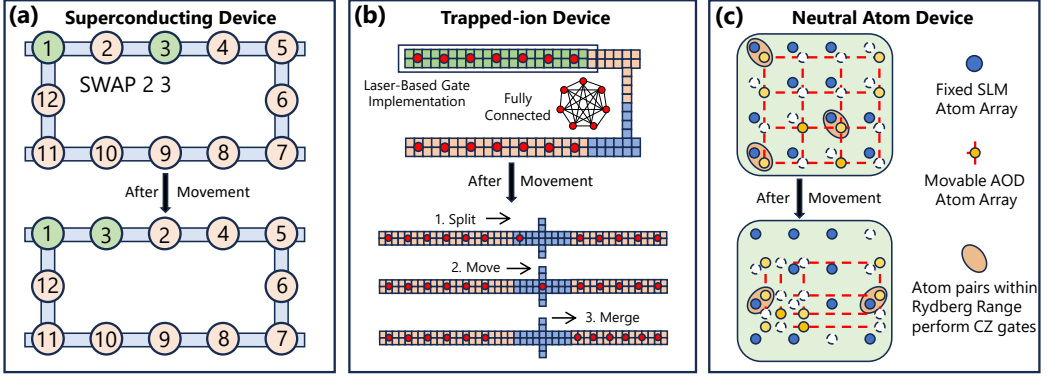 (a) Superconducting Device
1 2 3 4 5
SWAP 2 3
12 6
11 10 9 8 7
After Movement
1 3 2 4 5
12 6
11 10 9 8 7
(b) Trapped-ion Device
Laser-Based Gate
Implementation
Fully
Connected
After Movement
1. Split
2. Move
3. Merge
(c) Neutral Atom Device
After Movement
Fixed SLM
Atom Array
Movable AOD
Atom Array
Atom pairs within
Rydberg Range
perform CZ gates